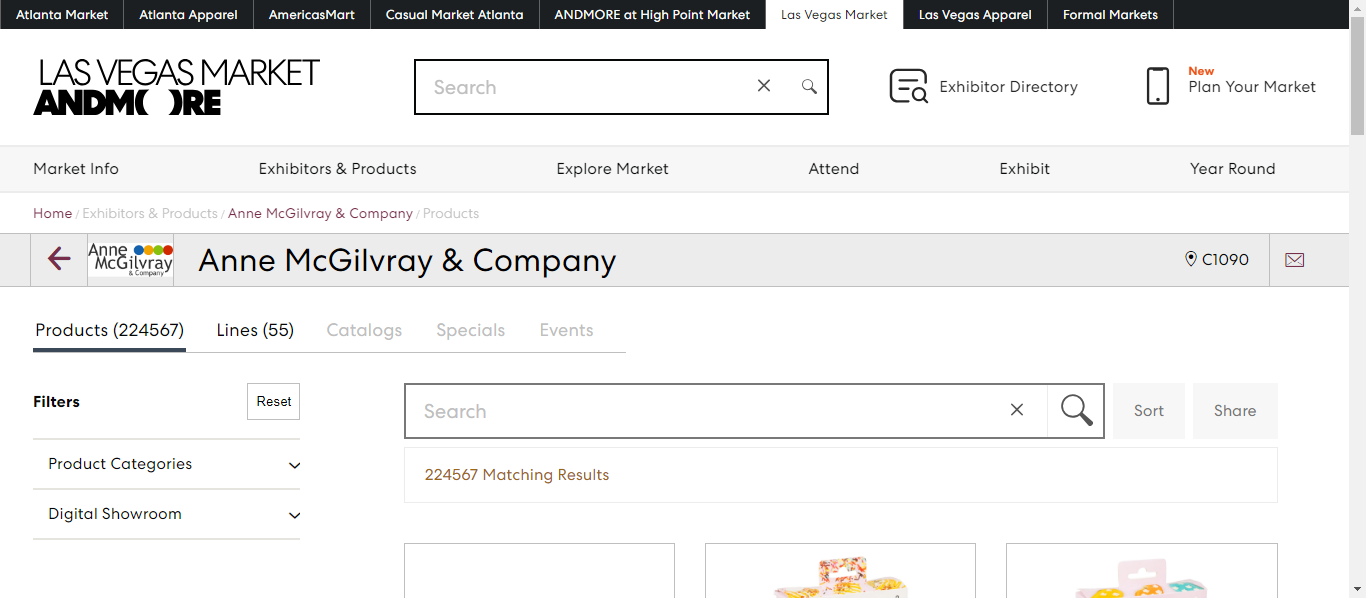 Atlanta Market Atlanta Apparel AmericasMart Casual Market Atlanta ANDMORE at High Point Market Las Vegas Market Las Vegas Apparel Formal Markets
LAS VEGAS MARKET
ANDM( )RE
Search
Exhibitor Directory
New
Plan Your Market
Market Info Exhibitors & Products Explore Market Attend Exhibit Year Round
Home / Exhibitors & Products / Anne McGilvray & Company / Products
Anne
McGilvray
& Company
Anne McGilvray & Company
C1090
Products (224567) Lines (55) Catalogs Specials Events
Filters
Reset
Product Categories
Digital Showroom
Search
Sort
Share
224567 Matching Results